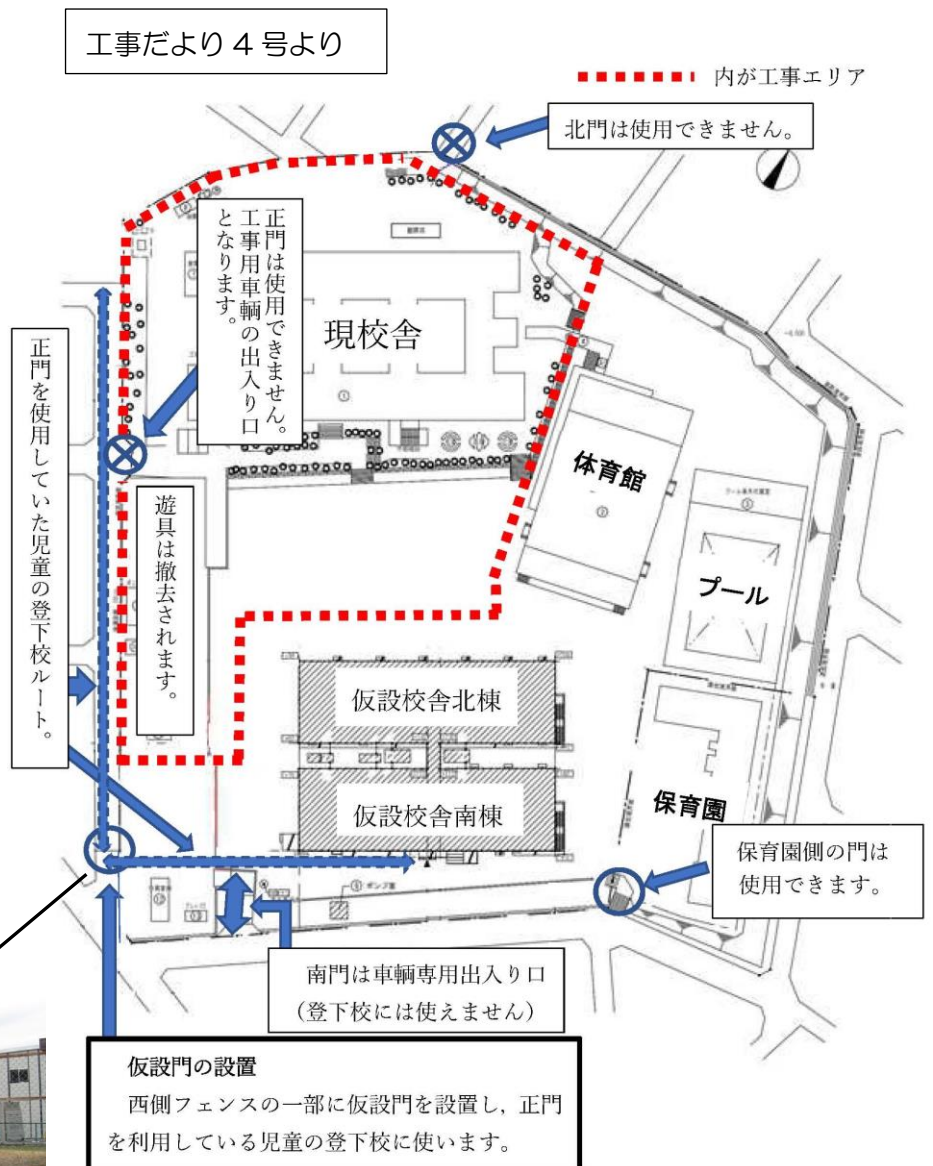 工事だより 4 号より
内が工事エリア
北門は使用できません。
正門は使用できません。
工事用車輌の出入り口
となります。
現校舎
正門を使用していた児童の登下校ルート。
遊具は撤去されます。
体育館
プール
仮設校舎北棟
仮設校舎南棟
保育園
保育園側の門は
使用できます。
ポンプ室
南門は車輌専用出入り口
(登下校には使えません)
仮設門の設置
西側フェンスの一部に仮設門を設置し，正門
を利用している児童の登下校に使います。